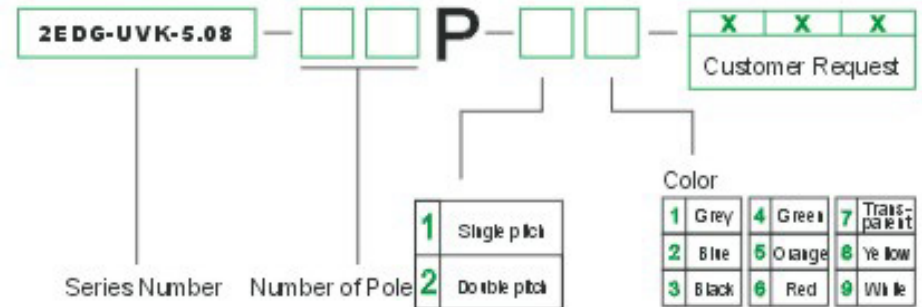 2EDG-UVK-5.08 — P — — X X X
Customer Request
Color
1 Grey 4 Green 7 Trans-parent
2 Blue 5 Orange 8 Yellow
3 Black 6 Red 9 While
1 Single pitch
2 Double pitch
Series Number Number of Pole